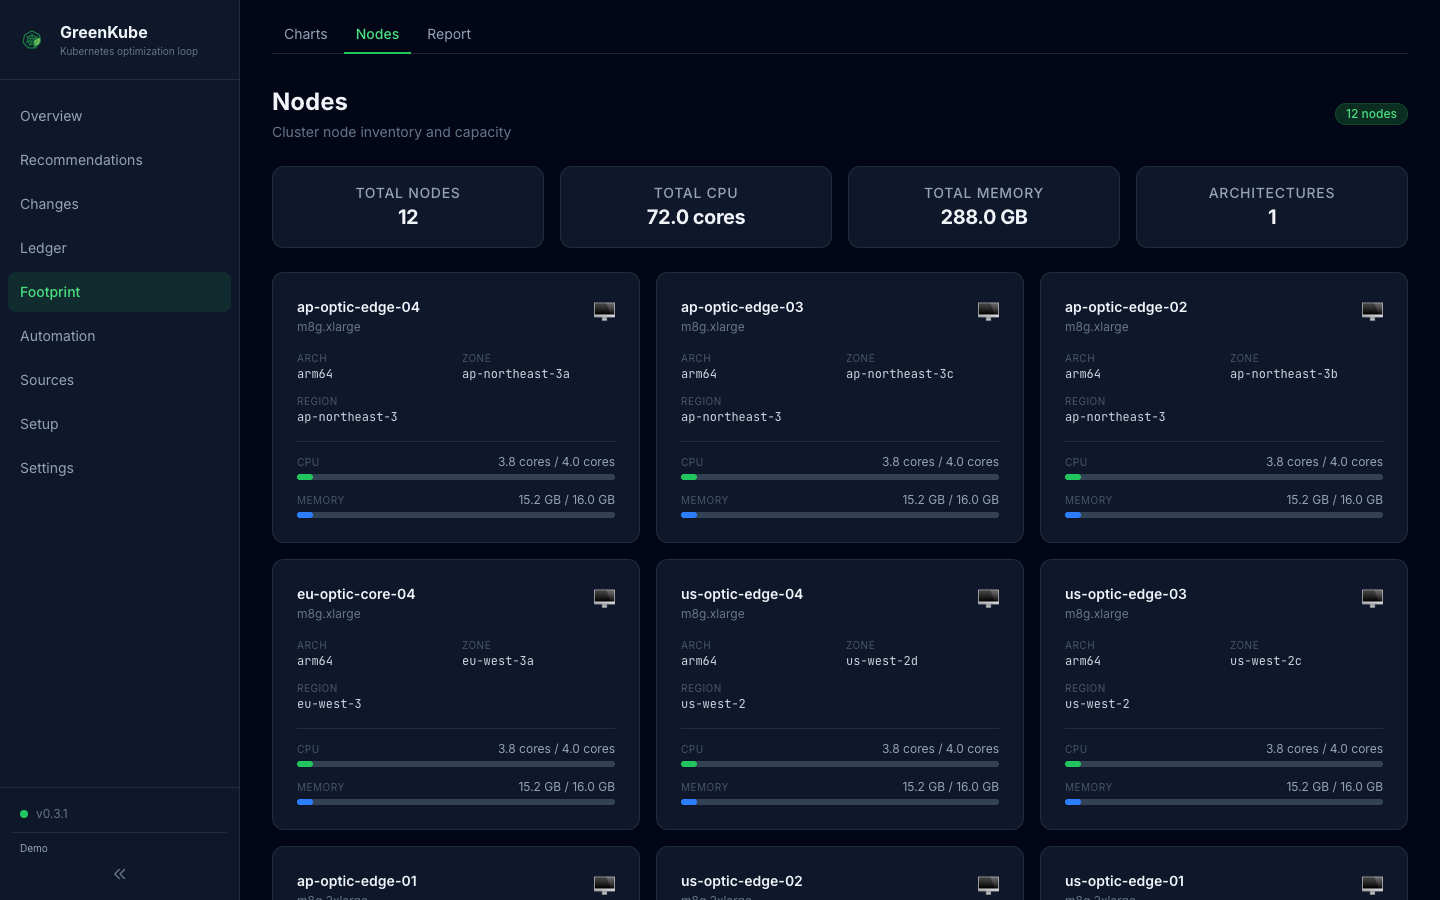 GreenKube
Kubernetes optimization loop
Overview
Recommendations
Changes
Ledger
Footprint
Automation
Sources
Setup
Settings
v0.3.1
Demo
Charts Nodes Report
Nodes
Cluster node inventory and capacity
12 nodes
TOTAL NODES
12
TOTAL CPU
72.0 cores
TOTAL MEMORY
288.0 GB
ARCHITECTURES
1
ap-optic-edge-04
m8g.xlarge
ARCH ZONE
arm64 ap-northeast-3a
REGION
ap-northeast-3
CPU 3.8 cores / 4.0 cores
MEMORY 15.2 GB / 16.0 GB
ap-optic-edge-03
m8g.xlarge
ARCH ZONE
arm64 ap-northeast-3c
REGION
ap-northeast-3
CPU 3.8 cores / 4.0 cores
MEMORY 15.2 GB / 16.0 GB
ap-optic-edge-02
m8g.xlarge
ARCH ZONE
arm64 ap-northeast-3b
REGION
ap-northeast-3
CPU 3.8 cores / 4.0 cores
MEMORY 15.2 GB / 16.0 GB
eu-optic-core-04
m8g.xlarge
ARCH ZONE
arm64 eu-west-3a
REGION
eu-west-3
CPU 3.8 cores / 4.0 cores
MEMORY 15.2 GB / 16.0 GB
us-optic-edge-04
m8g.xlarge
ARCH ZONE
arm64 us-west-2d
REGION
us-west-2
CPU 3.8 cores / 4.0 cores
MEMORY 15.2 GB / 16.0 GB
us-optic-edge-03
m8g.xlarge
ARCH ZONE
arm64 us-west-2c
REGION
us-west-2
CPU 3.8 cores / 4.0 cores
MEMORY 15.2 GB / 16.0 GB
ap-optic-edge-01
m8g.2xlarge
us-optic-edge-02
m8g.2xlarge
us-optic-edge-01
m8g.2xlarge